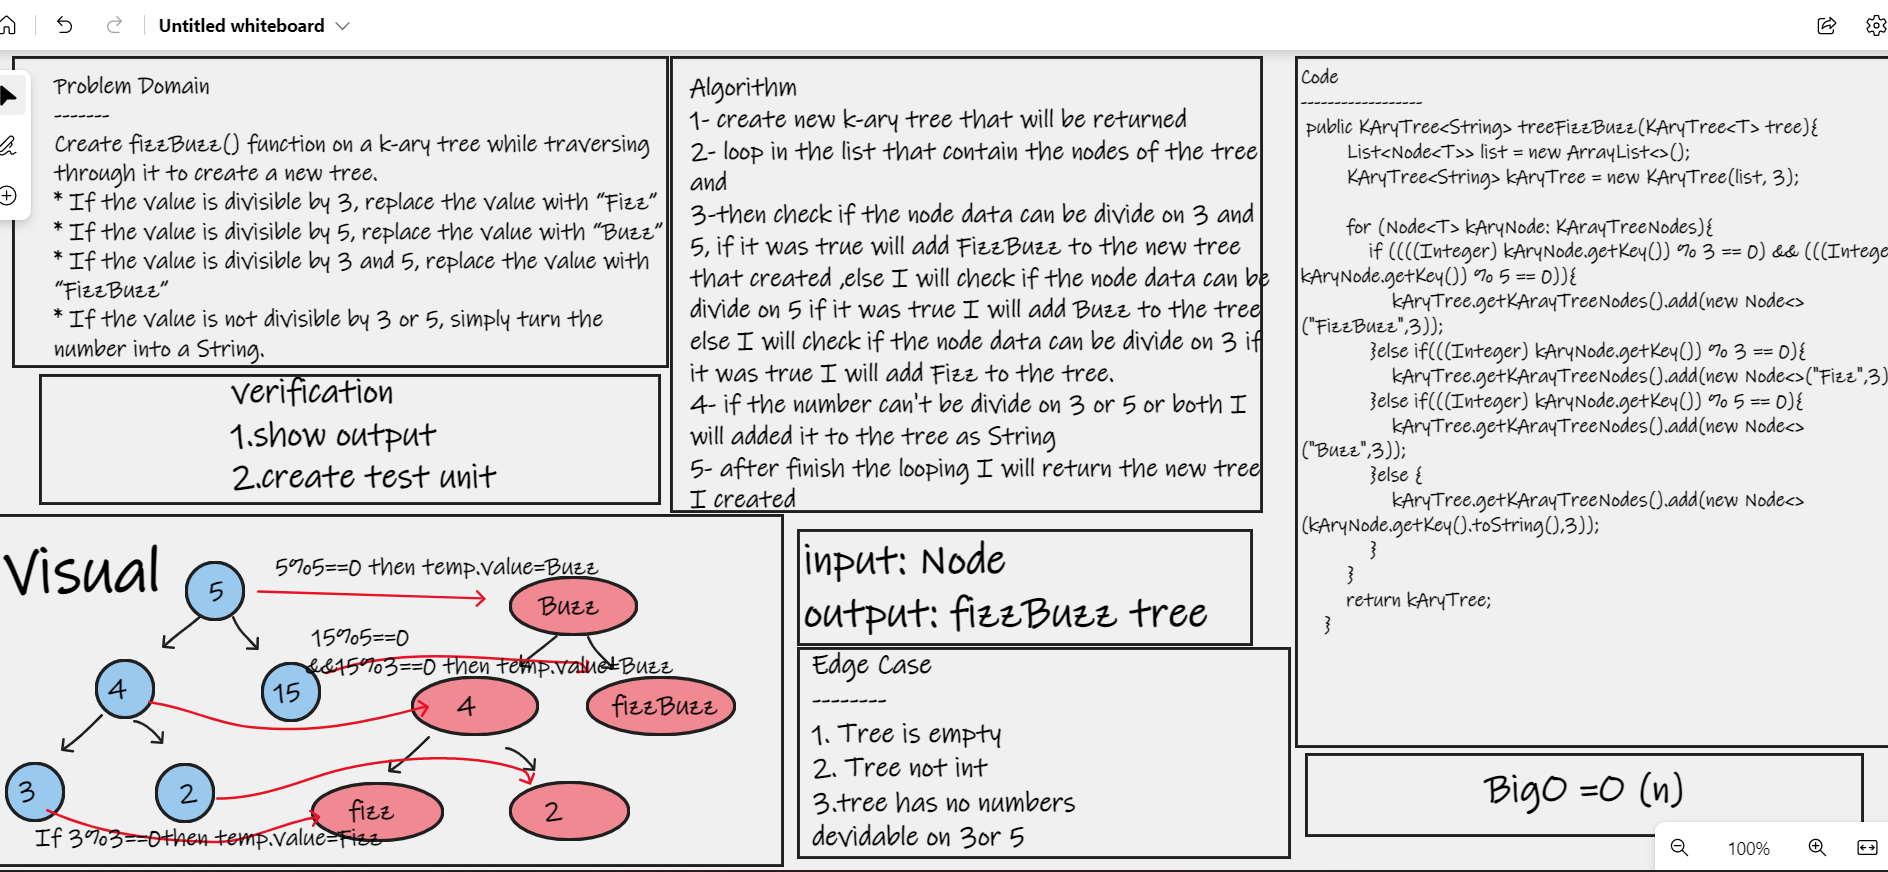 Untitled whiteboard
Problem Domain
-------
Create fizzBuzz() function on a k-ary tree while traversing
through it to create a new tree.
* If the value is divisible by 3, replace the value with “Fizz”
* If the value is divisible by 5, replace the value with “Buzz”
* If the value is divisible by 3 and 5, replace the value with
“FizzBuzz”
* If the value is not divisible by 3 or 5, simply turn the
number into a String.
verification
1.show output
2.create test unit
Algorithm
1- create new k-ary tree that will be returned
2- loop in the list that contain the nodes of the tree
and
3-then check if the node data can be divide on 3 and
5, if it was true will add FizzBuzz to the new tree
that created ,else I will check if the node data can be
divide on 5 if it was true I will add Buzz to the tree
else I will check if the node data can be divide on 3 if
it was true I will add Fizz to the tree.
4- if the number can't be divide on 3 or 5 or both I
will added it to the tree as String
5- after finish the looping I will return the new tree
I created
Code
------------------
public KAryTree<String> treeFizzBuzz(KAryTree<T> tree){
List<Node<T>> list = new ArrayList<>();
KAryTree<String> kAryTree = new KAryTree(list, 3);
for (Node<T> kAryNode: KArayTreeNodes){
if ((((Integer) kAryNode.getKey()) % 3 == 0) && (((Intege
kAryNode.getKey()) % 5 == 0)){
kAryTree.getKArayTreeNodes().add(new Node<>
("FizzBuzz",3));
}else if(((Integer) kAryNode.getKey()) % 3 == 0){
kAryTree.getKArayTreeNodes().add(new Node<>("Fizz",3)
}else if(((Integer) kAryNode.getKey()) % 5 == 0){
kAryTree.getKArayTreeNodes().add(new Node<>
("Buzz",3));
}else {
kAryTree.getKArayTreeNodes().add(new Node<>
(kAryNode.getKey().toString(),3));
}
}
return kAryTree;
}
Visual
5%5==0 then temp.value=Buzz
5
Buzz
15%5==0
&&15%3==0 then temp.value=Buzz
4
15
4
fizzBuzz
3
2
fizz
2
If 3%3==0then temp.value=Fizz
input: Node
output: fizzBuzz tree
Edge Case
--------
1. Tree is empty
2. Tree not int
3.tree has no numbers
devidable on 3or 5
BigO =O (n)
100%